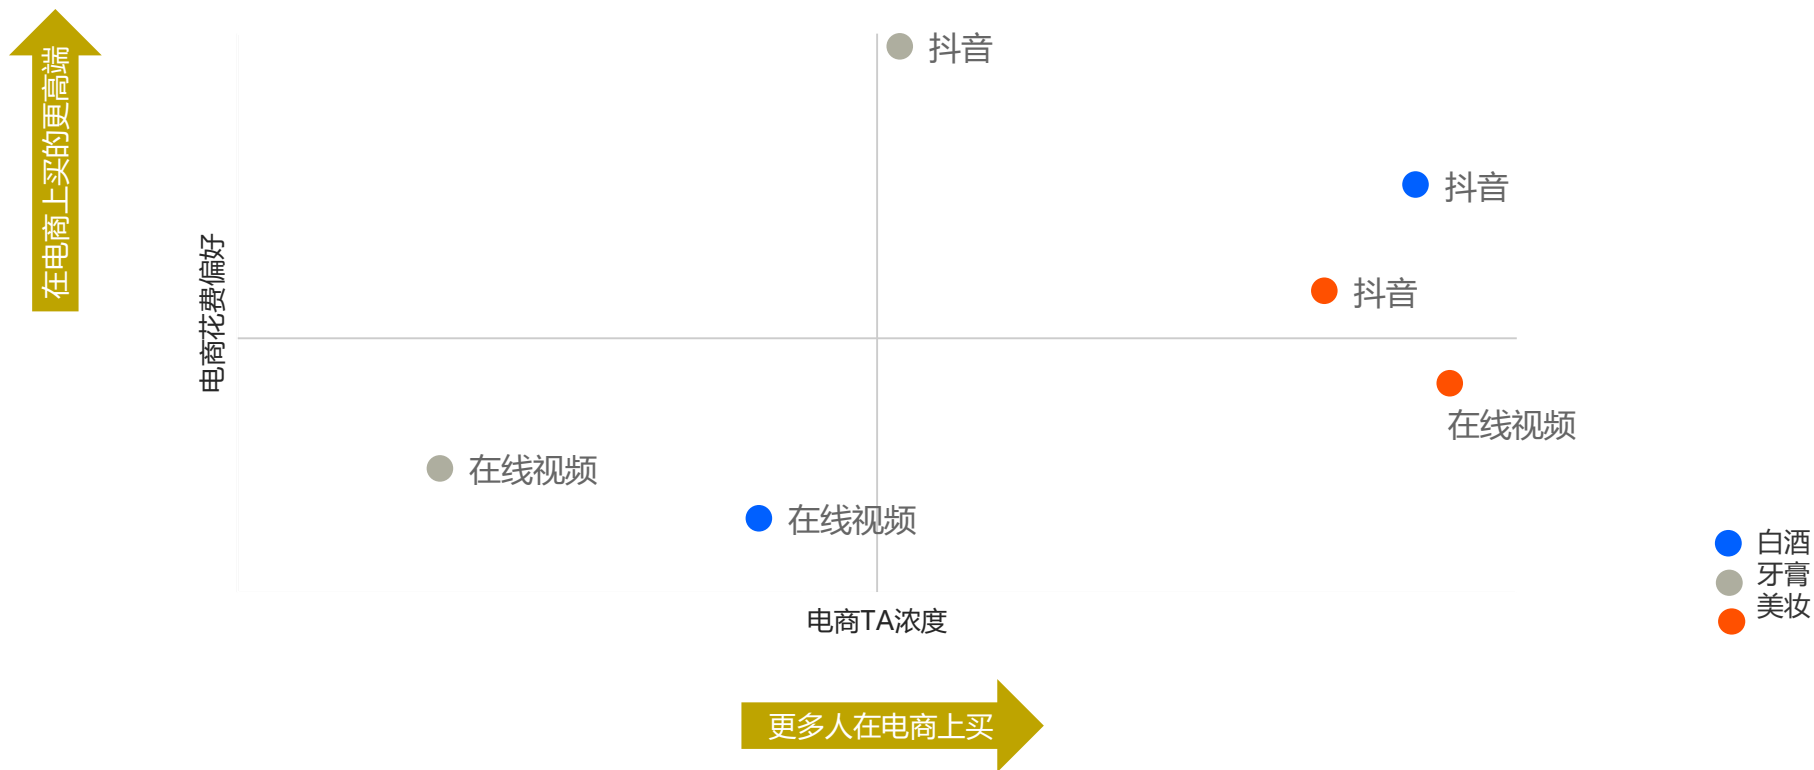 在电商上买的更高端
电商花费偏好
抖音
抖音
抖音
在线视频
在线视频
在线视频
白酒
牙膏
美妆
电商TA浓度
更多人在电商上买